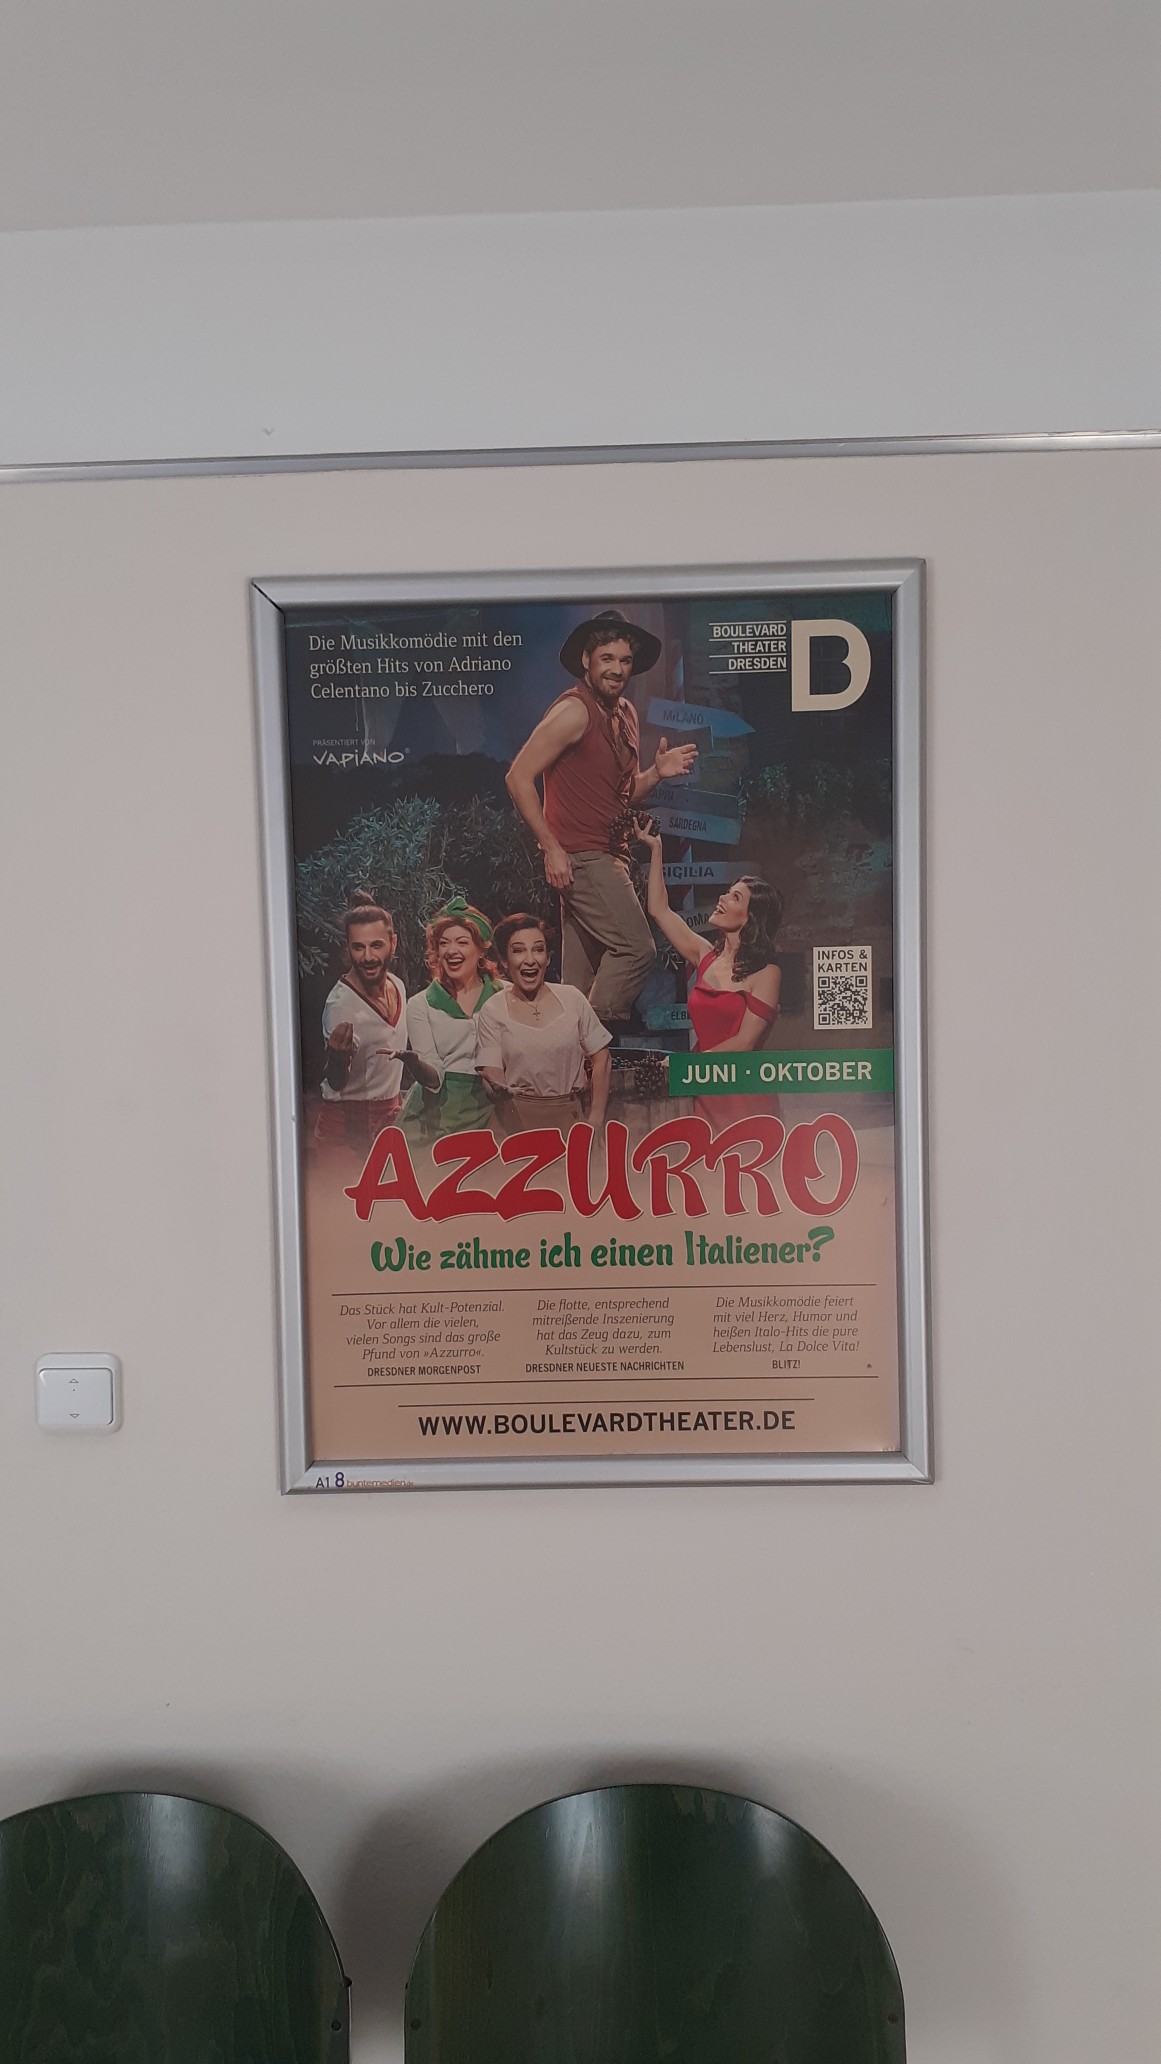 Die Musikkomödie mit den
größten Hits von Adriano
Celentano bis Zucchero
PRÄSENTIERT VON
VAPIANO®
BOULEVARD
THEATER
DRESDEN
B
MILANO
SARDEGNA
SICILIA
INFOS &
KARTEN
JUNI · OKTOBER
AZZURRO
Wie zähme ich einen Italiener?
Das Stück hat Kult-Potenzial.
Vor allem die vielen,
vielen Songs sind das große
Pfund von »Azzurro«.
DRESDNER MORGENPOST
Die flotte, entsprechend
mitreißende Inszenierung
hat das Zeug dazu, zum
Kultstück zu werden.
DRESDNER NEUESTE NACHRICHTEN
Die Musikkomödie feiert
mit viel Herz, Humor und
heißen Italo-Hits die pure
Lebenslust, La Dolce Vita!
BLITZ!
WWW.BOULEVARDTHEATER.DE
A1 8 buntemedien.de